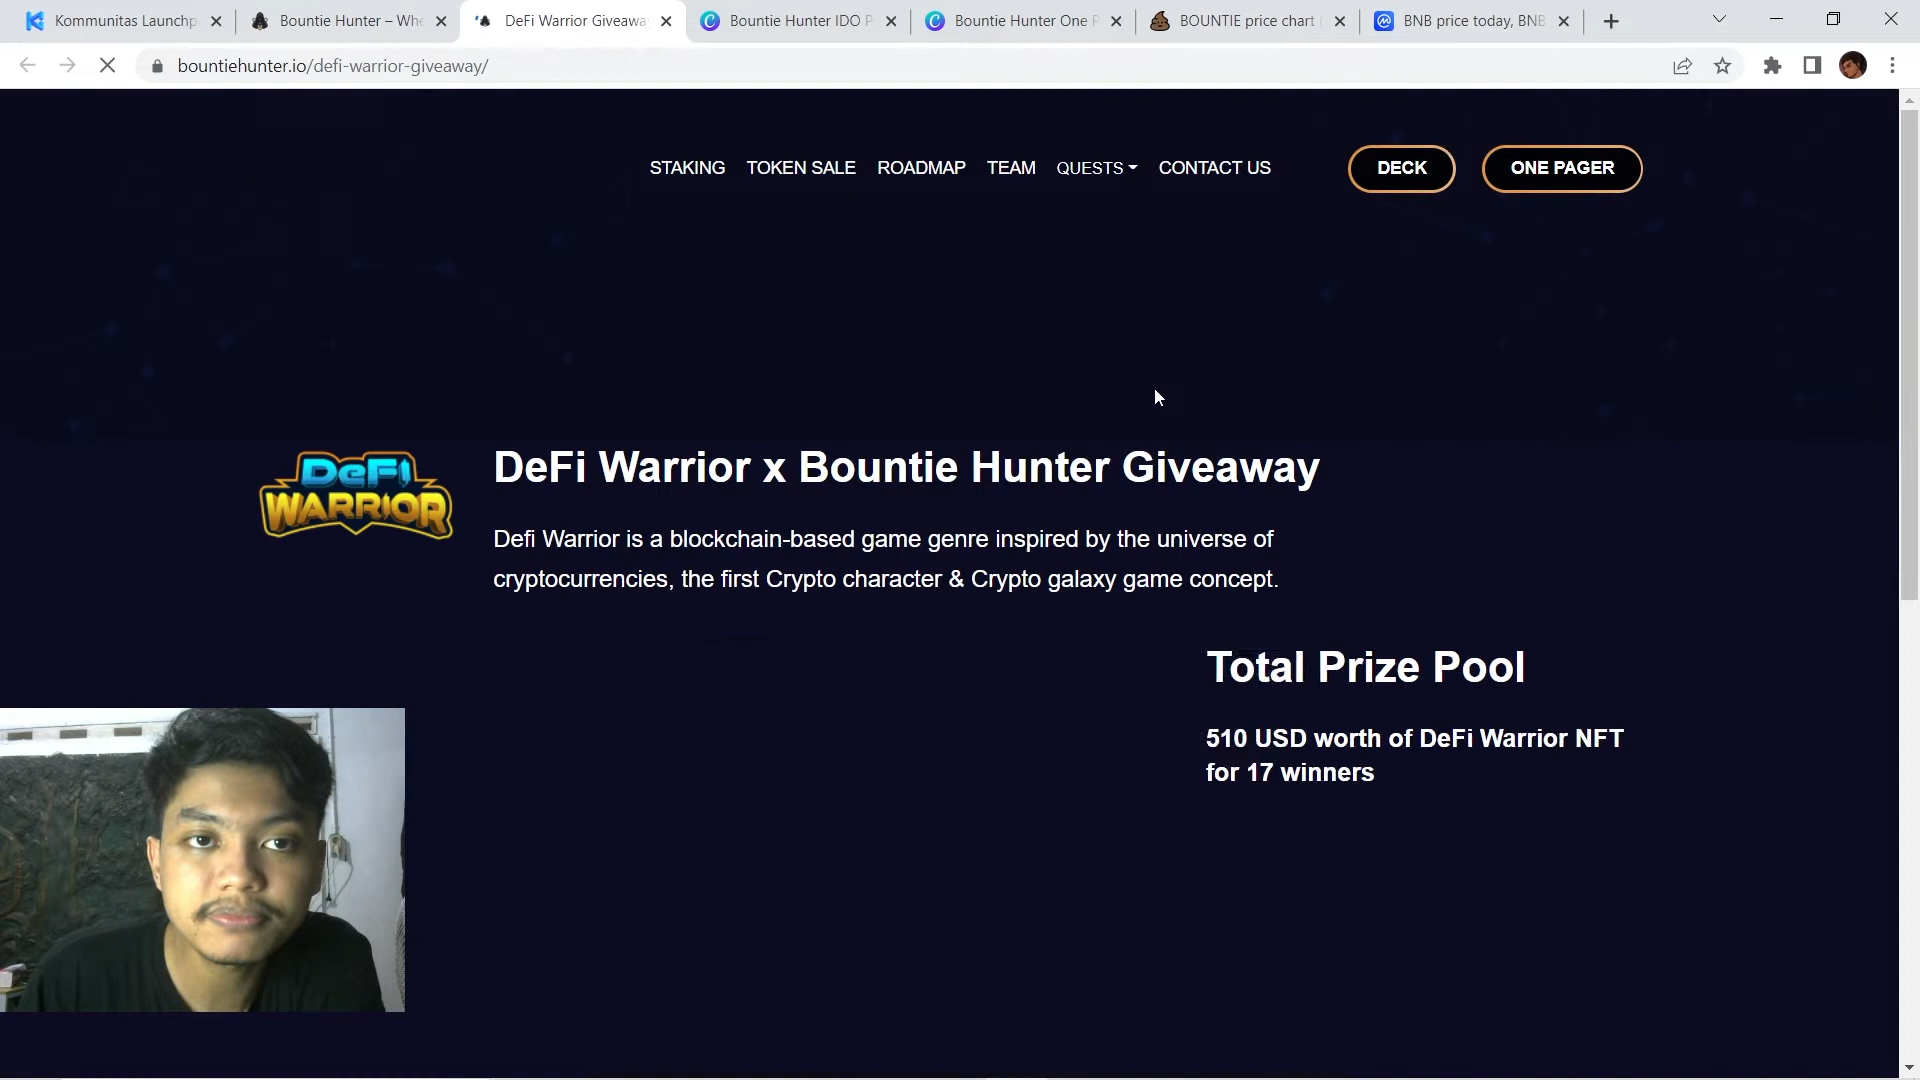 Kommunitas Launchp
Bountie Hunter – Whe
DeFi Warrior Giveaway
Bountie Hunter IDO P
Bountie Hunter One P
BOUNTIE price chart (
BNB price today, BNB
bountiehunter.io/defi-warrior-giveaway/
STAKING
TOKEN SALE
ROADMAP
TEAM
QUESTS
CONTACT US
DECK
ONE PAGER
DeFi
WARRIOR
DeFi Warrior x Bountie Hunter Giveaway
Defi Warrior is a blockchain-based game genre inspired by the universe of
cryptocurrencies, the first Crypto character & Crypto galaxy game concept.
Total Prize Pool
510 USD worth of DeFi Warrior NFT
for 17 winners